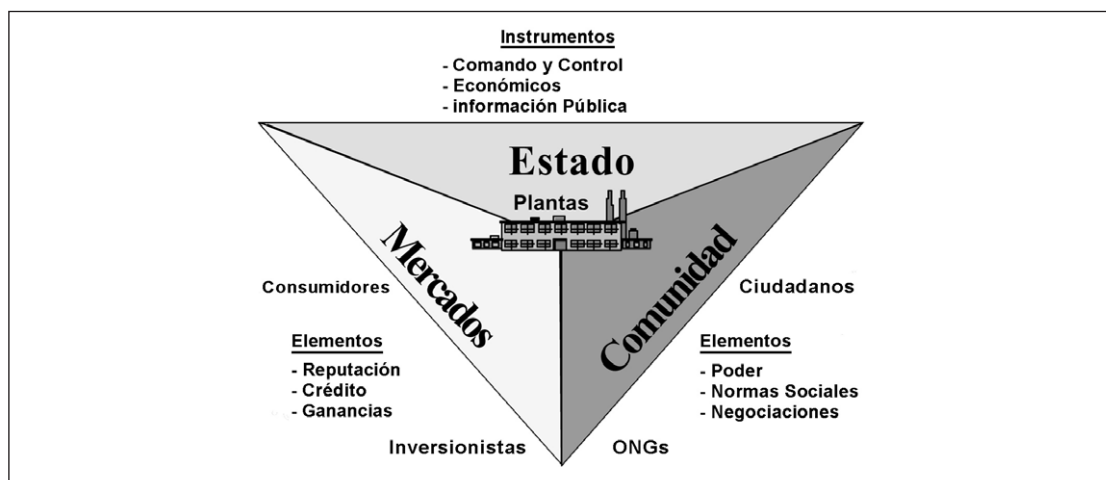 Instrumentos
- Comando y Control
- Económicos
- información Pública
Estado
Plantas
Mercados
Comunidad
Consumidores
Ciudadanos
Elementos
- Reputación
- Crédito
- Ganancias
Elementos
- Poder
- Normas Sociales
- Negociaciones
Inversionistas
ONGs